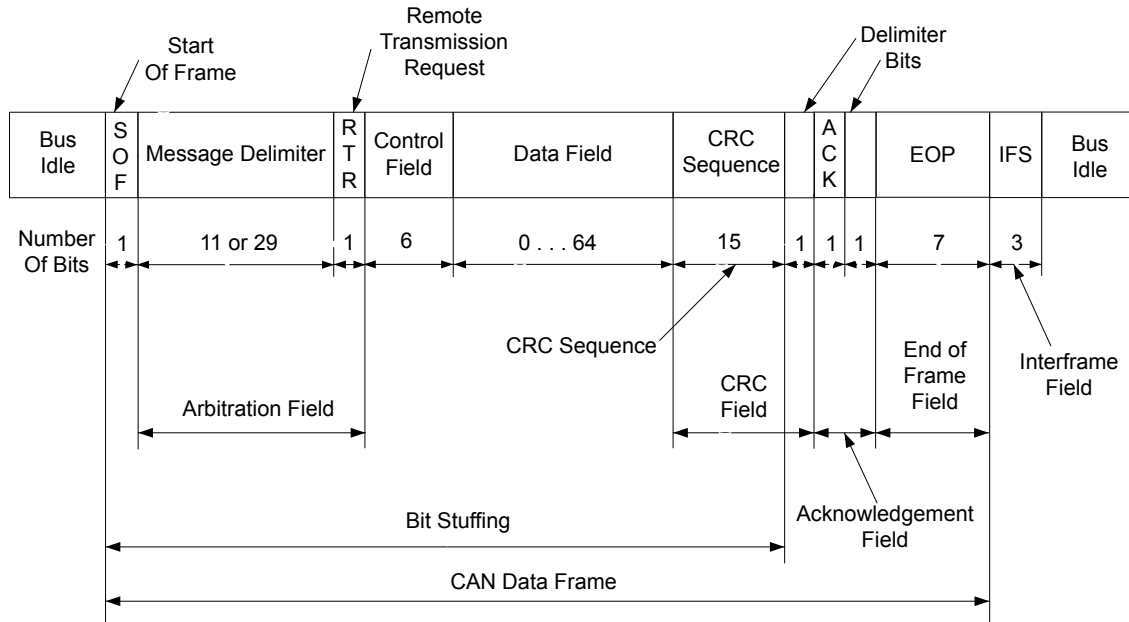 Start
Of Frame
Remote
Transmission
Request
Delimiter
Bits
Bus
Idle
S
O
F
Message Delimiter
R
T
R
Control
Field
Data Field
CRC
Sequence
A
C
K
EOP
IFS
Bus
Idle
Number
Of Bits
1
11 or 29
1
6
0 . . . 64
15
1
1
1
7
3
CRC Sequence
End of
Frame
Field
Interframe
Field
Arbitration Field
CRC
Field
Bit Stuffing
Acknowledgement
Field
CAN Data Frame